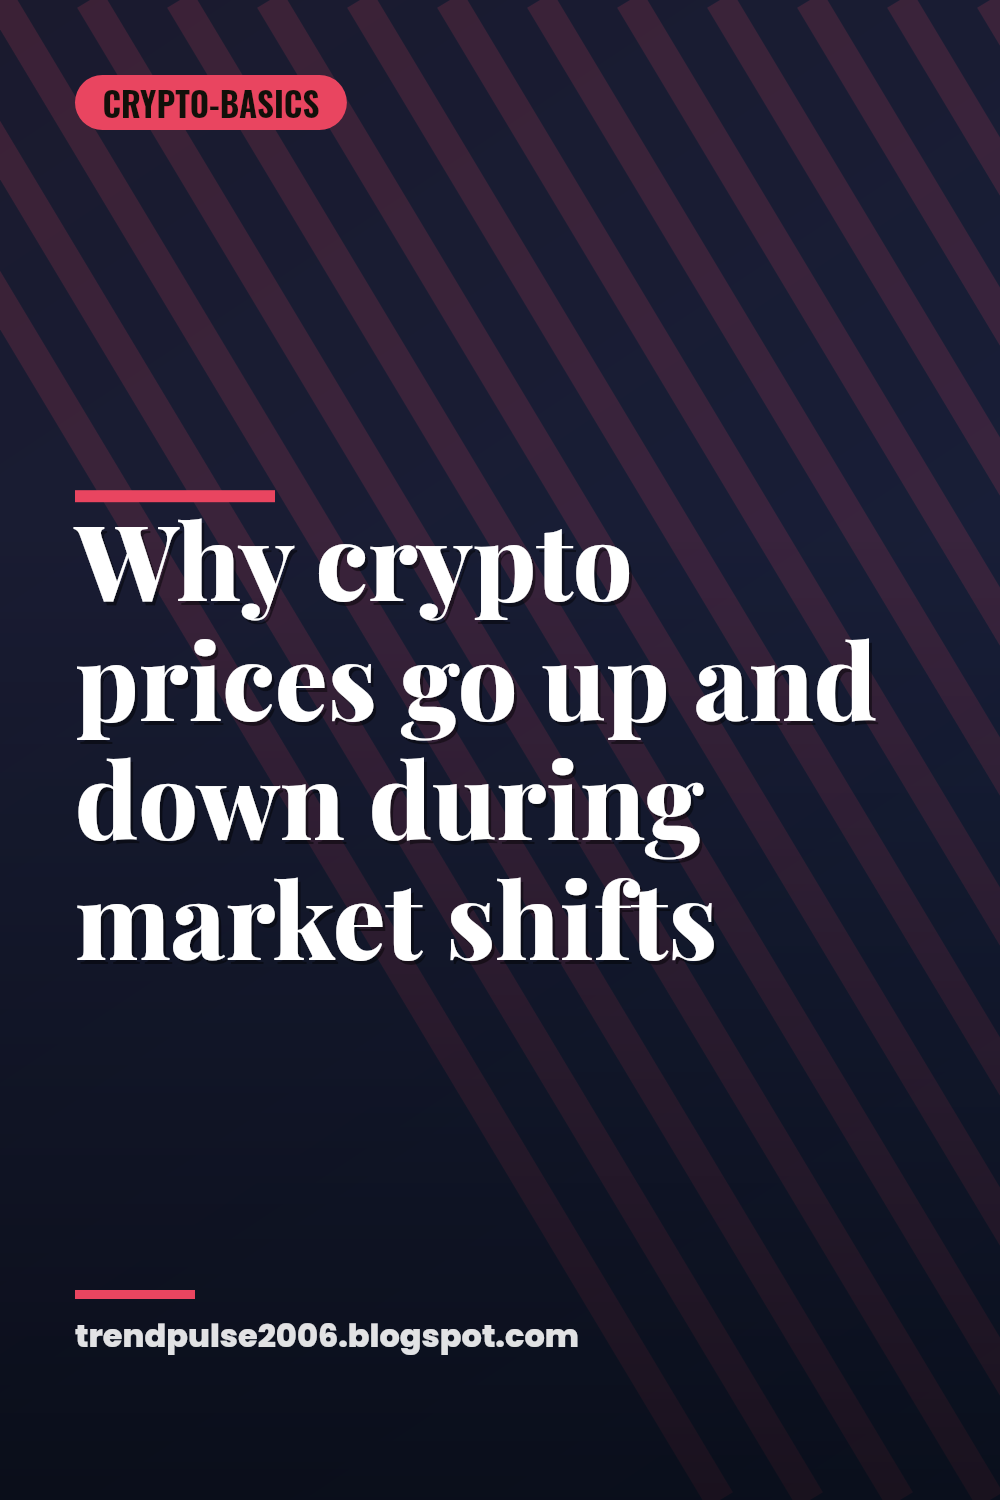 CRYPTO-BASICS
Why crypto
prices go up and
down during
market shifts
trendpulse2006.blogspot.com